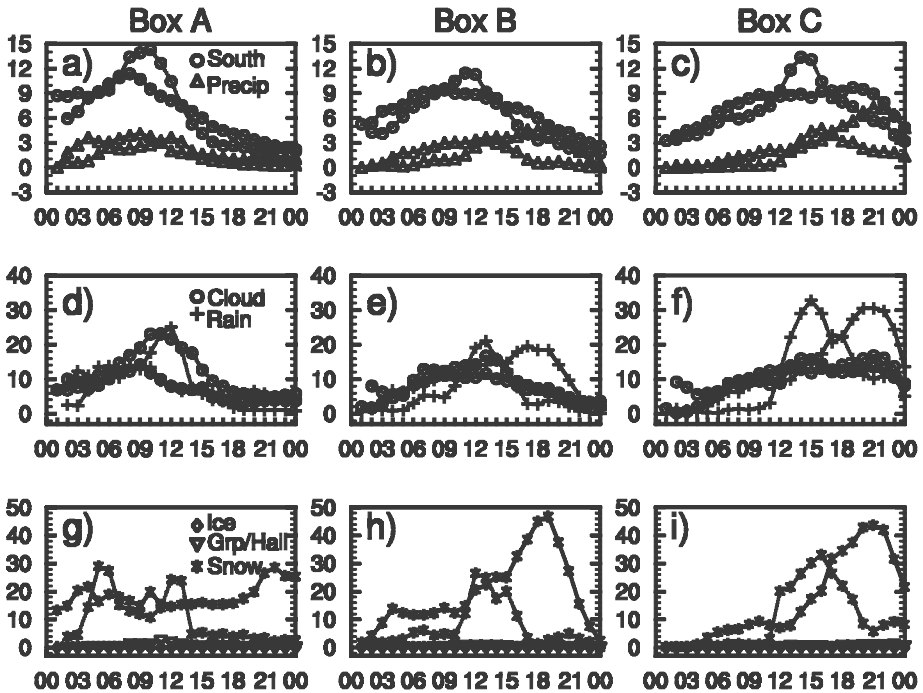 Box A Box B Box C
15 15 15
12 a) South 12 b) 12 c)
9 Precip 9 9
6 6 6
3 3 3
0 0 0
-3 -3 -3
00 03 06 09 12 15 18 21 00 00 03 06 09 12 15 18 21 00 00 03 06 09 12 15 18 21 00
40 40 40
d) Cloud e) f)
30 Rain 30 30
20 20 20
10 10 10
0 0 0
00 03 06 09 12 15 18 21 00 00 03 06 09 12 15 18 21 00 00 03 06 09 12 15 18 21 00
50 50 50
g) Ice h) i)
40 Grp/Hail 40 40
30 Snow 30 30
20 20 20
10 10 10
0 0 0
00 03 06 09 12 15 18 21 00 00 03 06 09 12 15 18 21 00 00 03 06 09 12 15 18 21 00